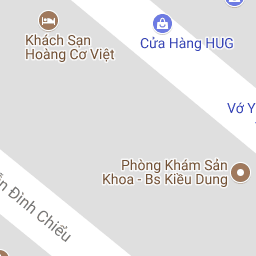 Khách Sạn
Hoàng Cơ Việt
Cửa Hàng HUG
Vớ Y
Phòng Khám Sản
Khoa - Bs Kiều Dung
Đình Chiểu